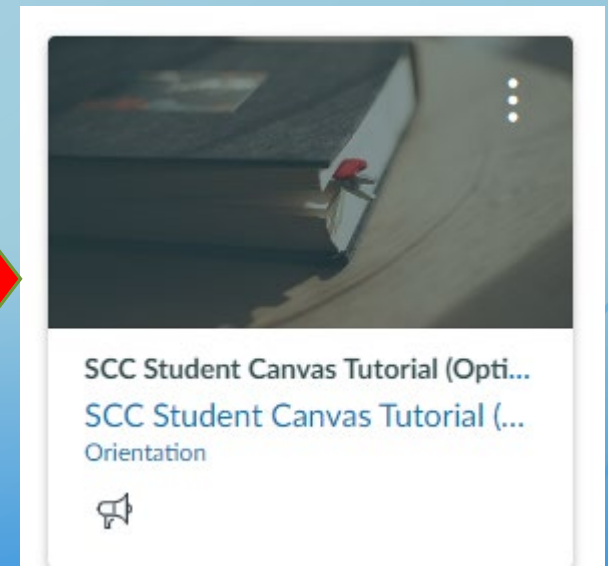 SCC Student Canvas Tutorial (Opti...
SCC Student Canvas Tutorial (...
Orientation